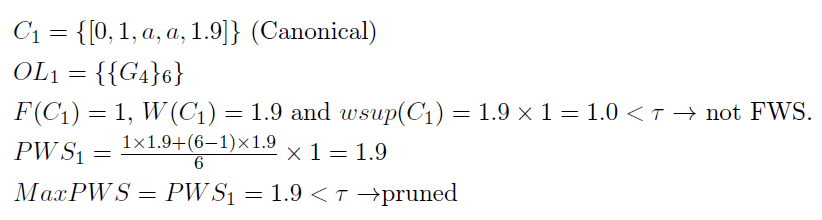 C₁ = {[0, 1, a, a, 1.9]} (Canonical)
OL₁ = {{G₄}₆}
F(C₁) = 1, W(C₁) = 1.9 and wsup(C₁) = 1.9 × 1 = 1.0 < τ → not FWS.
PWS₁ = \frac{1×1.9+(6−1)×1.9}{6} × 1 = 1.9
MaxPWS = PWS₁ = 1.9 < τ →pruned